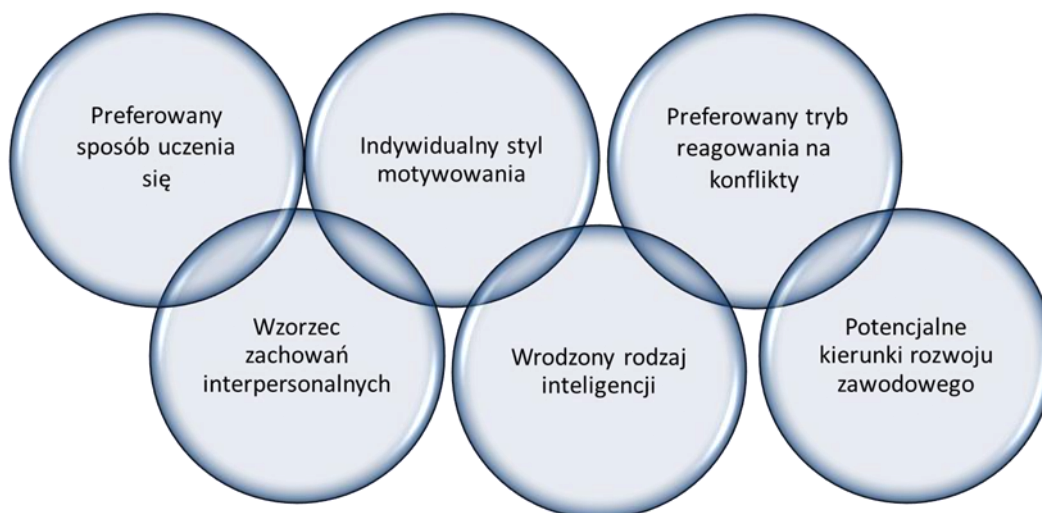 Preferowany
sposób uczenia
się
Indywidualny styl
motywowania
Preferowany tryb
reagowania na
konflikty
Wzorzec
zachowań
interpersonalnych
Wrodzony rodzaj
inteligencji
Potencjalne
kierunki rozwoju
zawodowego